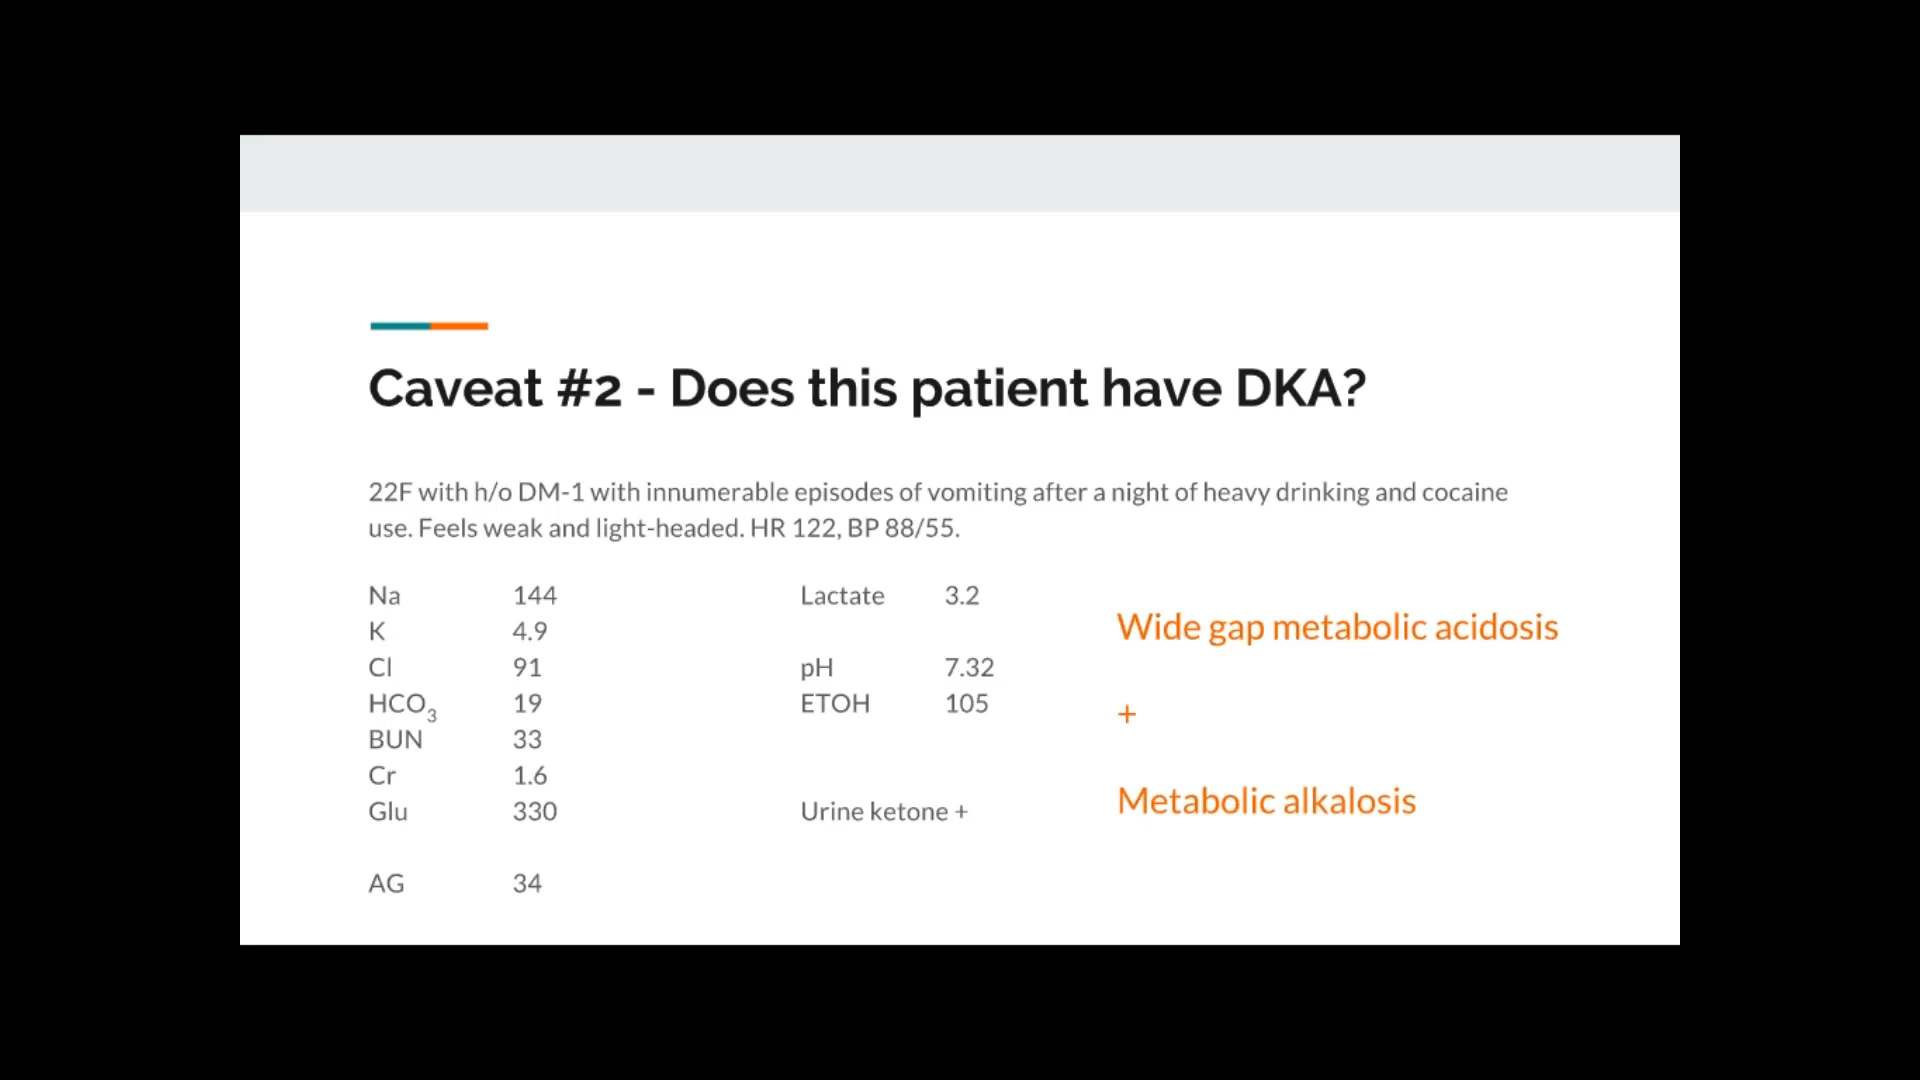 Caveat #2 - Does this patient have DKA?
22F with h/o DM-1 with innumerable episodes of vomiting after a night of heavy drinking and cocaine
use. Feels weak and light-headed. HR 122, BP 88/55.
Na 144
K 4.9
Cl 91
HCO3 19
BUN 33
Cr 1.6
Glu 330
AG 34
Lactate 3.2
pH 7.32
ETOH 105
Urine ketone +
Wide gap metabolic acidosis
+
Metabolic alkalosis